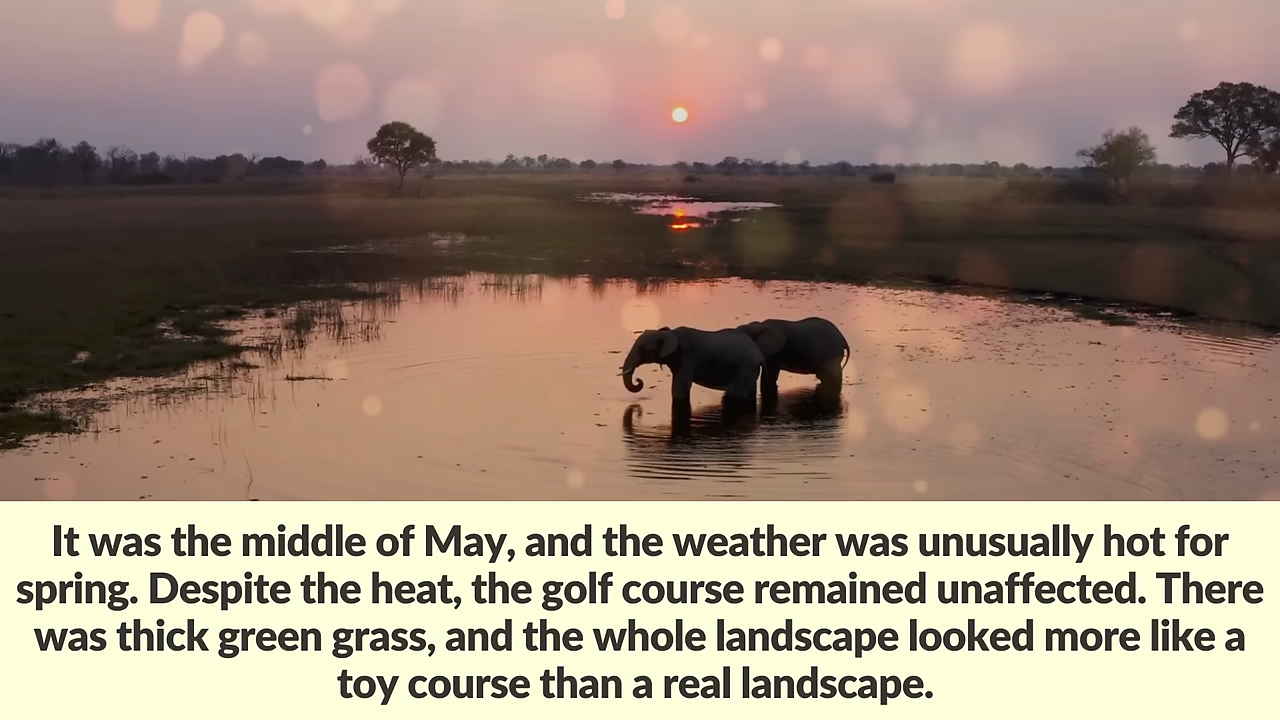 It was the middle of May, and the weather was unusually hot for
spring. Despite the heat, the golf course remained unaffected. There
was thick green grass, and the whole landscape looked more like a
toy course than a real landscape.